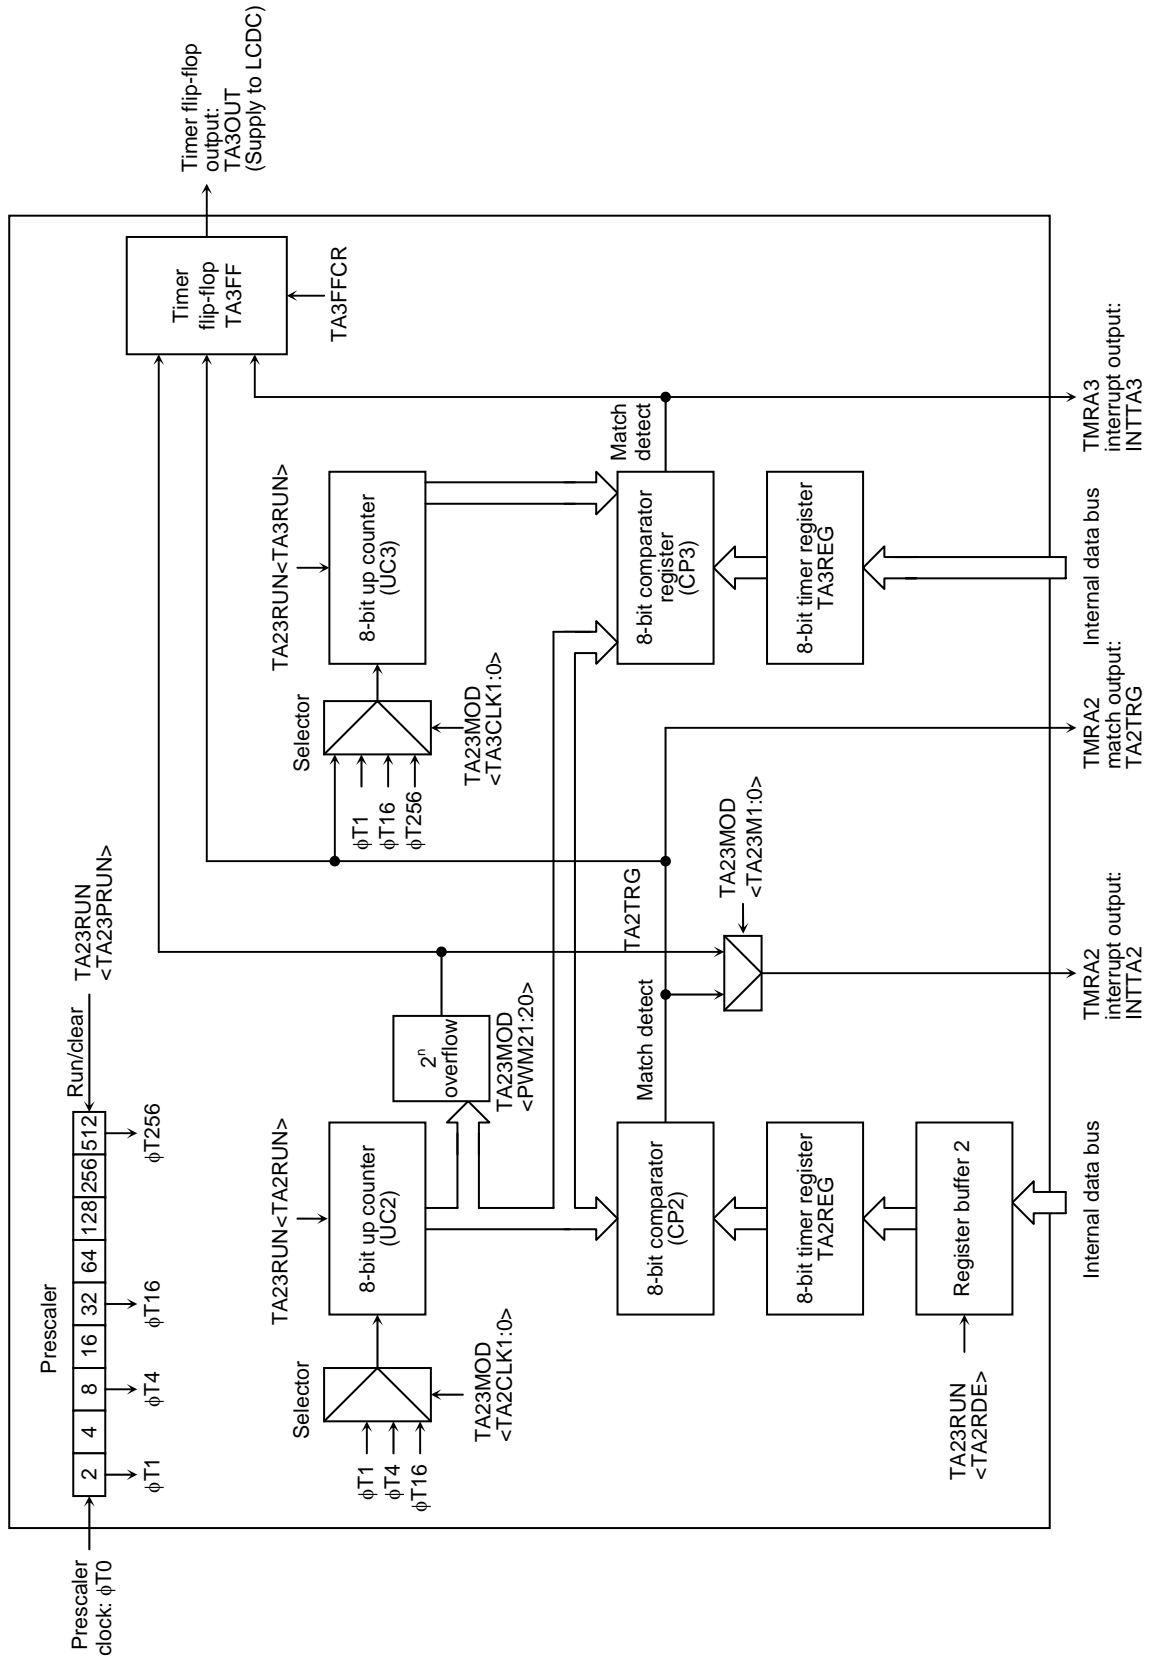 Prescaler
clock: ϕT0
Prescaler
2 4 8 16 32 64 128 256 512
Run/clear
TA23RUN
<TA23PRUN>
ϕT1
ϕT4
ϕT16
ϕT256
Timer flip-flop
output:
TA3OUT
(Supply to LCDC)
Timer
flip-flop
TA3FF
TA3FFCR
Selector
ϕT1
ϕT4
ϕT16
TA23MOD
<TA2CLK1:0>
TA23RUN<TA2RUN>
8-bit up counter
(UC2)
2n
overflow
TA23MOD
<PWM21:20>
Selector
ϕT1
ϕT16
ϕT256
TA23MOD
<TA3CLK1:0>
TA23RUN<TA3RUN>
8-bit up counter
(UC3)
TA2TRG
8-bit comparator
(CP2)
Match detect
8-bit comparator
register
(CP3)
Match
detect
8-bit timer register
TA2REG
TA23MOD
<TA23M1:0>
8-bit timer register
TA3REG
TA23RUN
<TA2RDE>
Register buffer 2
Internal data bus
TMRA2
interrupt output:
INTTA2
TMRA2
match output:
TA2TRG
Internal data bus
TMRA3
interrupt output:
INTTA3